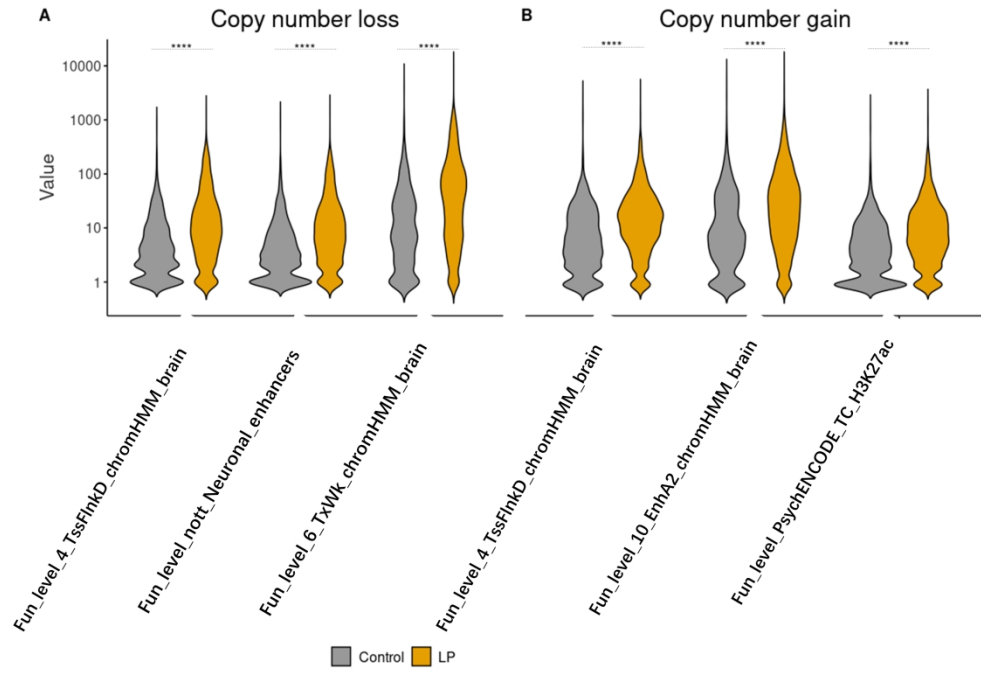 A
Copy number loss
B
Copy number gain
**** **** **** **** **** ****
Value
10000
1000
100
10
1
Fun_level_4_TssFlnkD_chromHMM_brain
Fun_level_nott_Neuronal_enhancers
Fun_level_6_TxWk_chromHMM_brain
Fun_level_4_TssFlnkD_chromHMM_brain
Fun_level_10_EnhA2_chromHMM_brain
Fun_level_PsychENCODE_TC_H3K27ac
Control
LP